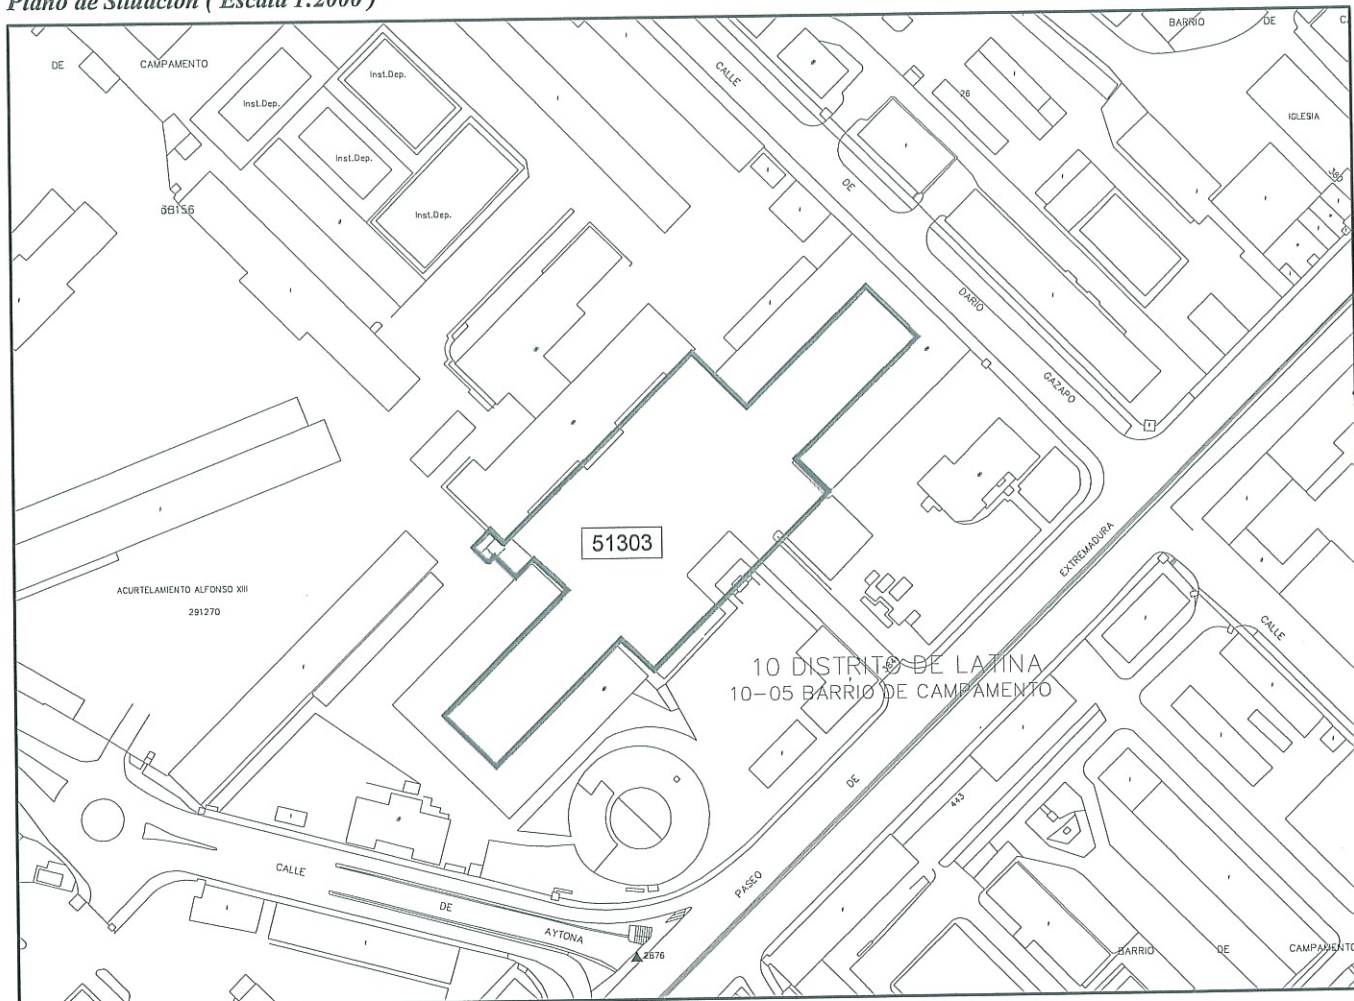 Plano de Situación ( Escala 1:2000 )
BARRIO DE
DE CAMPAMENTO
CALLE
Inst.Dep.
Inst.Dep.
26
IGLESIA
Inst.Dep.
380
DE
Inst.Dep.
DARIO
GAZAPO
51303
EXTREMADURA
ACURTELAMIENTO ALFONSO XIII
291270
CALLE
10 DISTRITO DE LATINA
10-05 BARRIO DE CAMPAMENTO
DE
443
CALLE
PASEO
DE
AYTONA
2876
BARRIO DE CAMPAMENTO